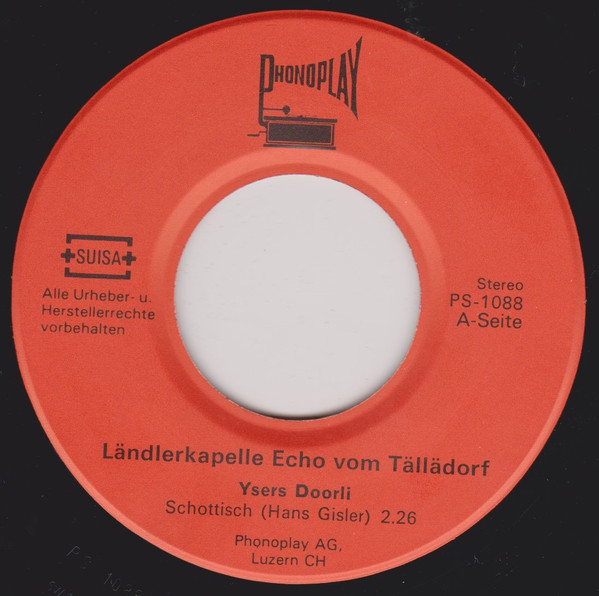 PHONOPLAY
SUISA
Alle Urheber- u.
Herstellerrechte
vorbehalten
Stereo
PS-1088
A-Seite
Ländlerkapelle Echo vom Tällädorf
Ysers Doorli
Schottisch (Hans Gisler) 2.26
Phonoplay AG,
Luzern CH